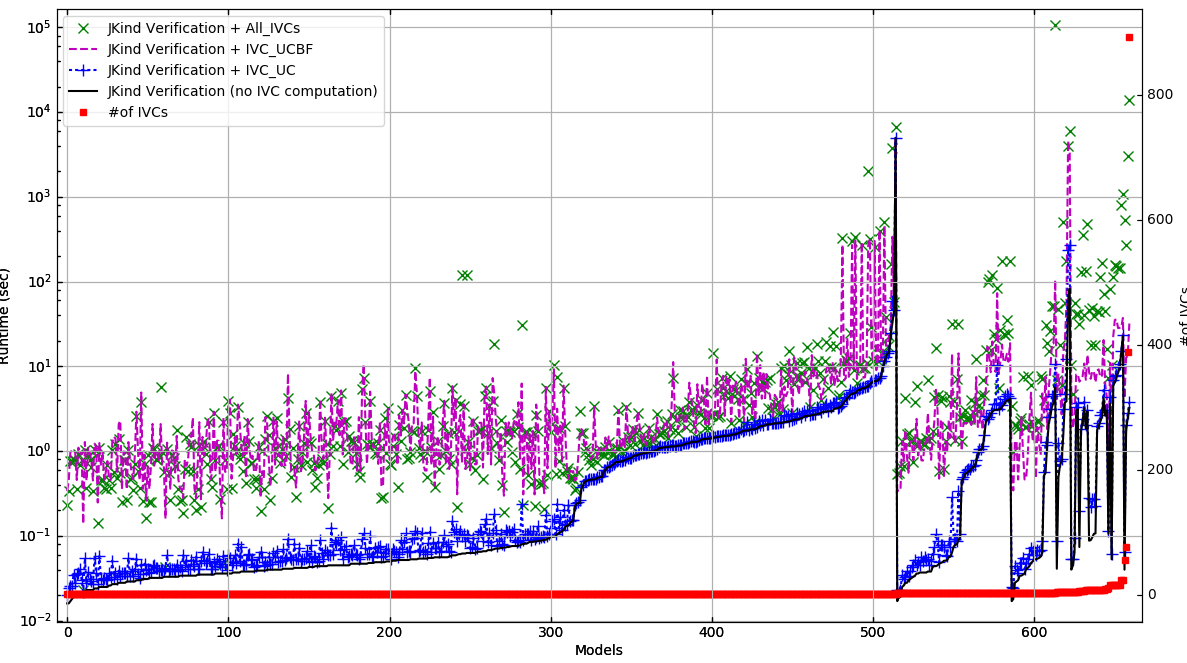 JKind Verification + All_IVCs
JKind Verification + IVC_UCBF
JKind Verification + IVC_UC
JKind Verification (no IVC computation)
#of IVCs
10^5
10^4
10^3
10^2
10^1
10^0
10^-1
10^-2
Runtime (sec)
800
600
400
200
0
#of IVCs
0 100 200 300 400 500 600
Models